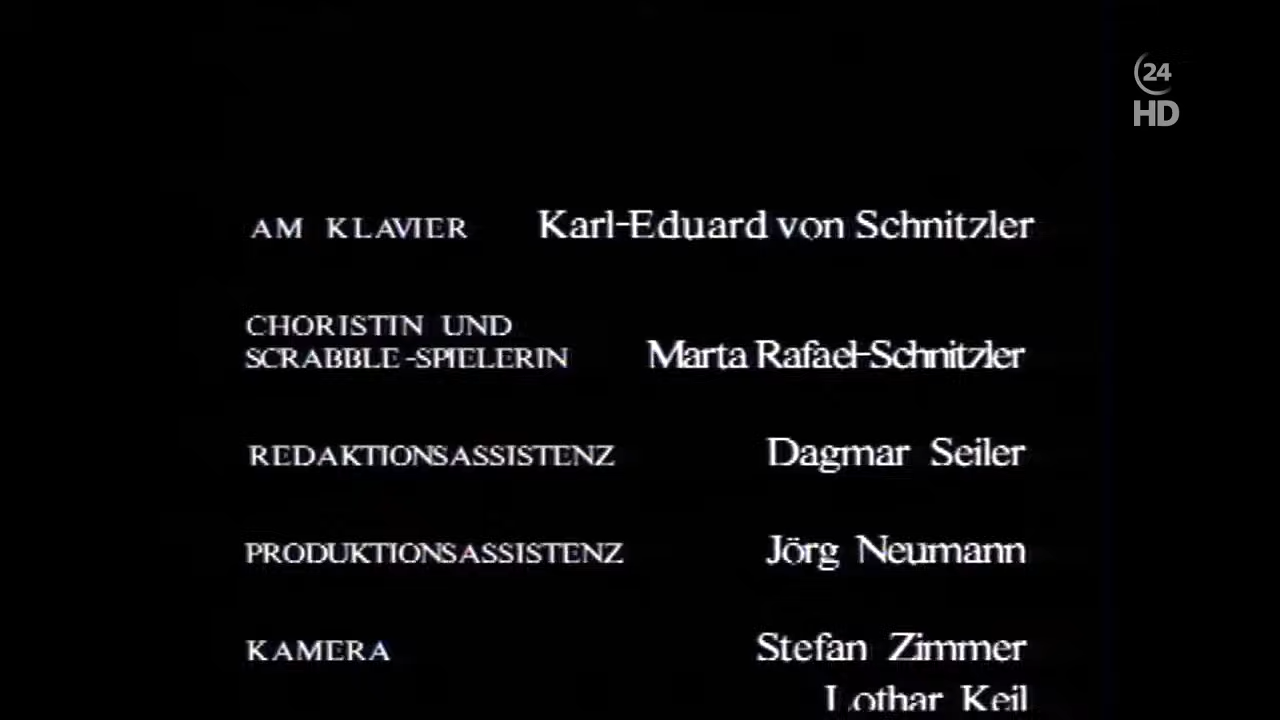 24
HD
AM KLAVIER Karl-Eduard von Schnitzler
CHORISTIN UND
SCRABBLE-SPIELERIN Marta Rafael-Schnitzler
REDAKTIONSASSISTENZ Dagmar Seiler
PRODUKTIONSASSISTENZ Jörg Neumann
KAMERA Stefan Zimmer
Lothar Keil